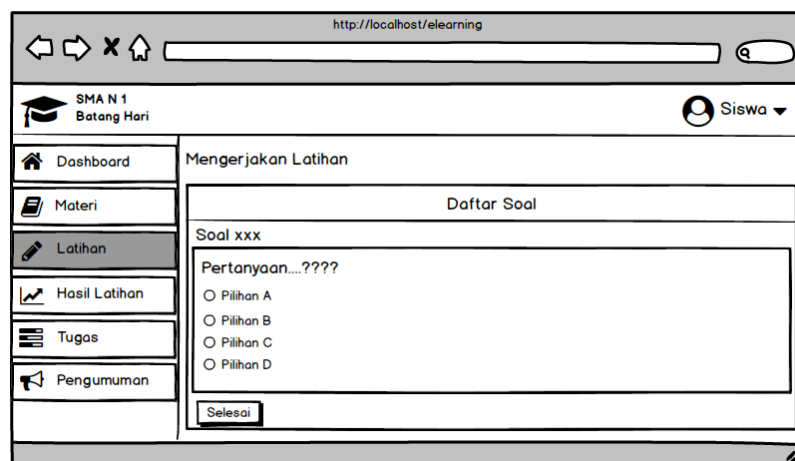 http://localhost/elearning
SMA N 1
Batang Hari
Siswa
Dashboard
Materi
Latihan
Hasil Latihan
Tugas
Pengumuman
Mengerjakan Latihan
Daftar Soal
Soal xxx
Pertanyaan....????
Pilihan A
Pilihan B
Pilihan C
Pilihan D
Selesai